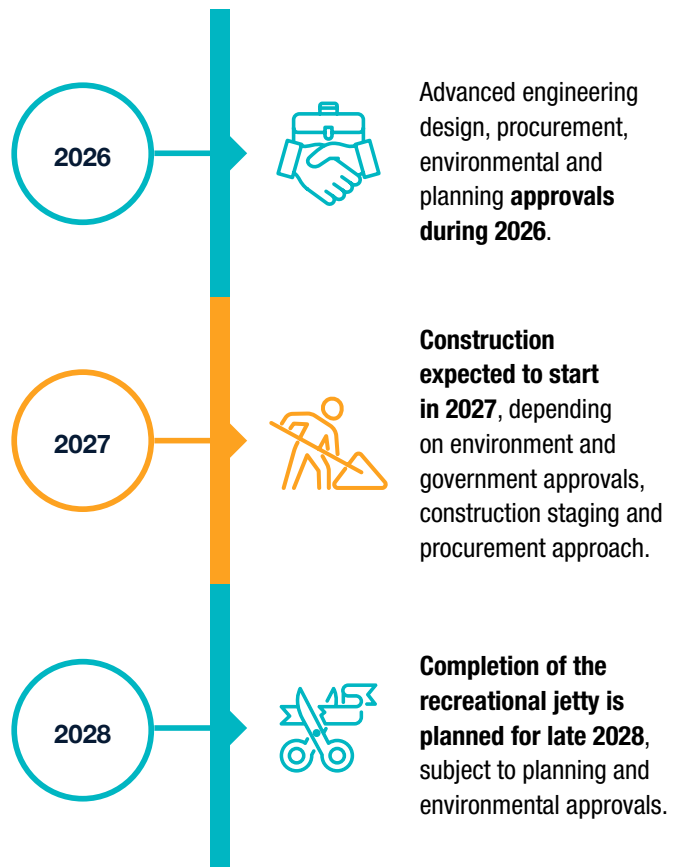 2026
Advanced engineering
design, procurement,
environmental and
planning approvals
during 2026.
2027
Construction
expected to start
in 2027, depending
on environment and
government approvals,
construction staging and
procurement approach.
2028
Completion of the
recreational jetty is
planned for late 2028,
subject to planning and
environmental approvals.